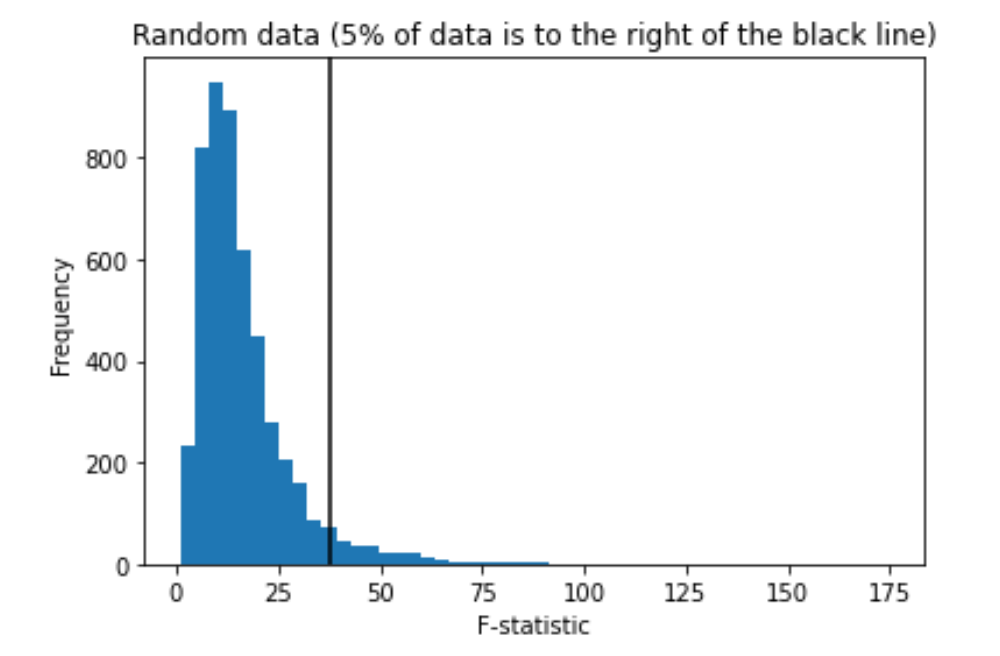 Random data (5% of data is to the right of the black line)
Frequency
800
600
400
200
0
0 25 50 75 100 125 150 175
F-statistic